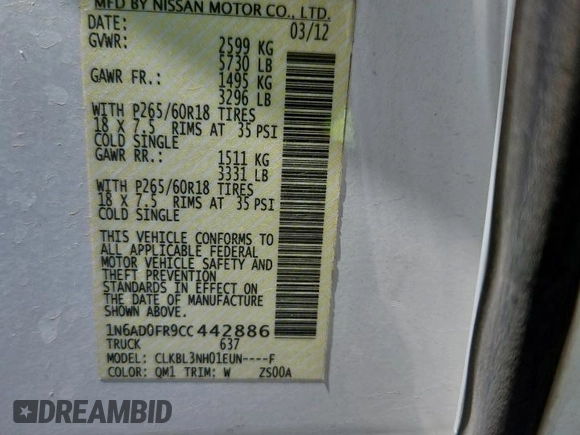 MFD BY NISSAN MOTOR CO., LTD.
DATE: 03/12
GVWR: 2599 KG
5730 LB
GAWR FR.: 1495 KG
3296 LB
WITH P265/60R18 TIRES
18 X 7.5 RIMS AT 35 PSI
COLD SINGLE
GAWR RR.: 1511 KG
3331 LB
WITH P265/60R18 TIRES
18 X 7.5 RIMS AT 35 PSI
COLD SINGLE
THIS VEHICLE CONFORMS TO
ALL APPLICABLE FEDERAL
MOTOR VEHICLE SAFETY AND
THEFT PREVENTION
STANDARDS IN EFFECT ON
THE DATE OF MANUFACTURE
SHOWN ABOVE.
1N6AD0FR9CC442886
TRUCK 637
MODEL: CLKBL3NH01EUN----F
COLOR: QM1 TRIM: W ZS00A
DREAMBID